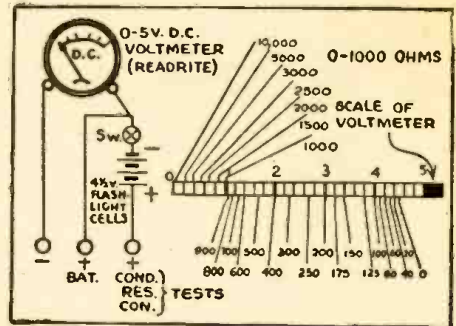 D.C.
0-5V. D.C.
VOLTMETER
(READRITE)
Sw.
4½V.
FLASH
LIGHT
CELLS
−
+
−
+
+
BAT.
COND.
RES.
CON.
TESTS
0-1000 OHMS
10,000
5000
3000
2500
2000
1500
1000
SCALE OF
VOLTMETER
0 2 3 4 5
900 700 500 300 200 150 100 60 20
800 600 400 250 175 125 80 40 0